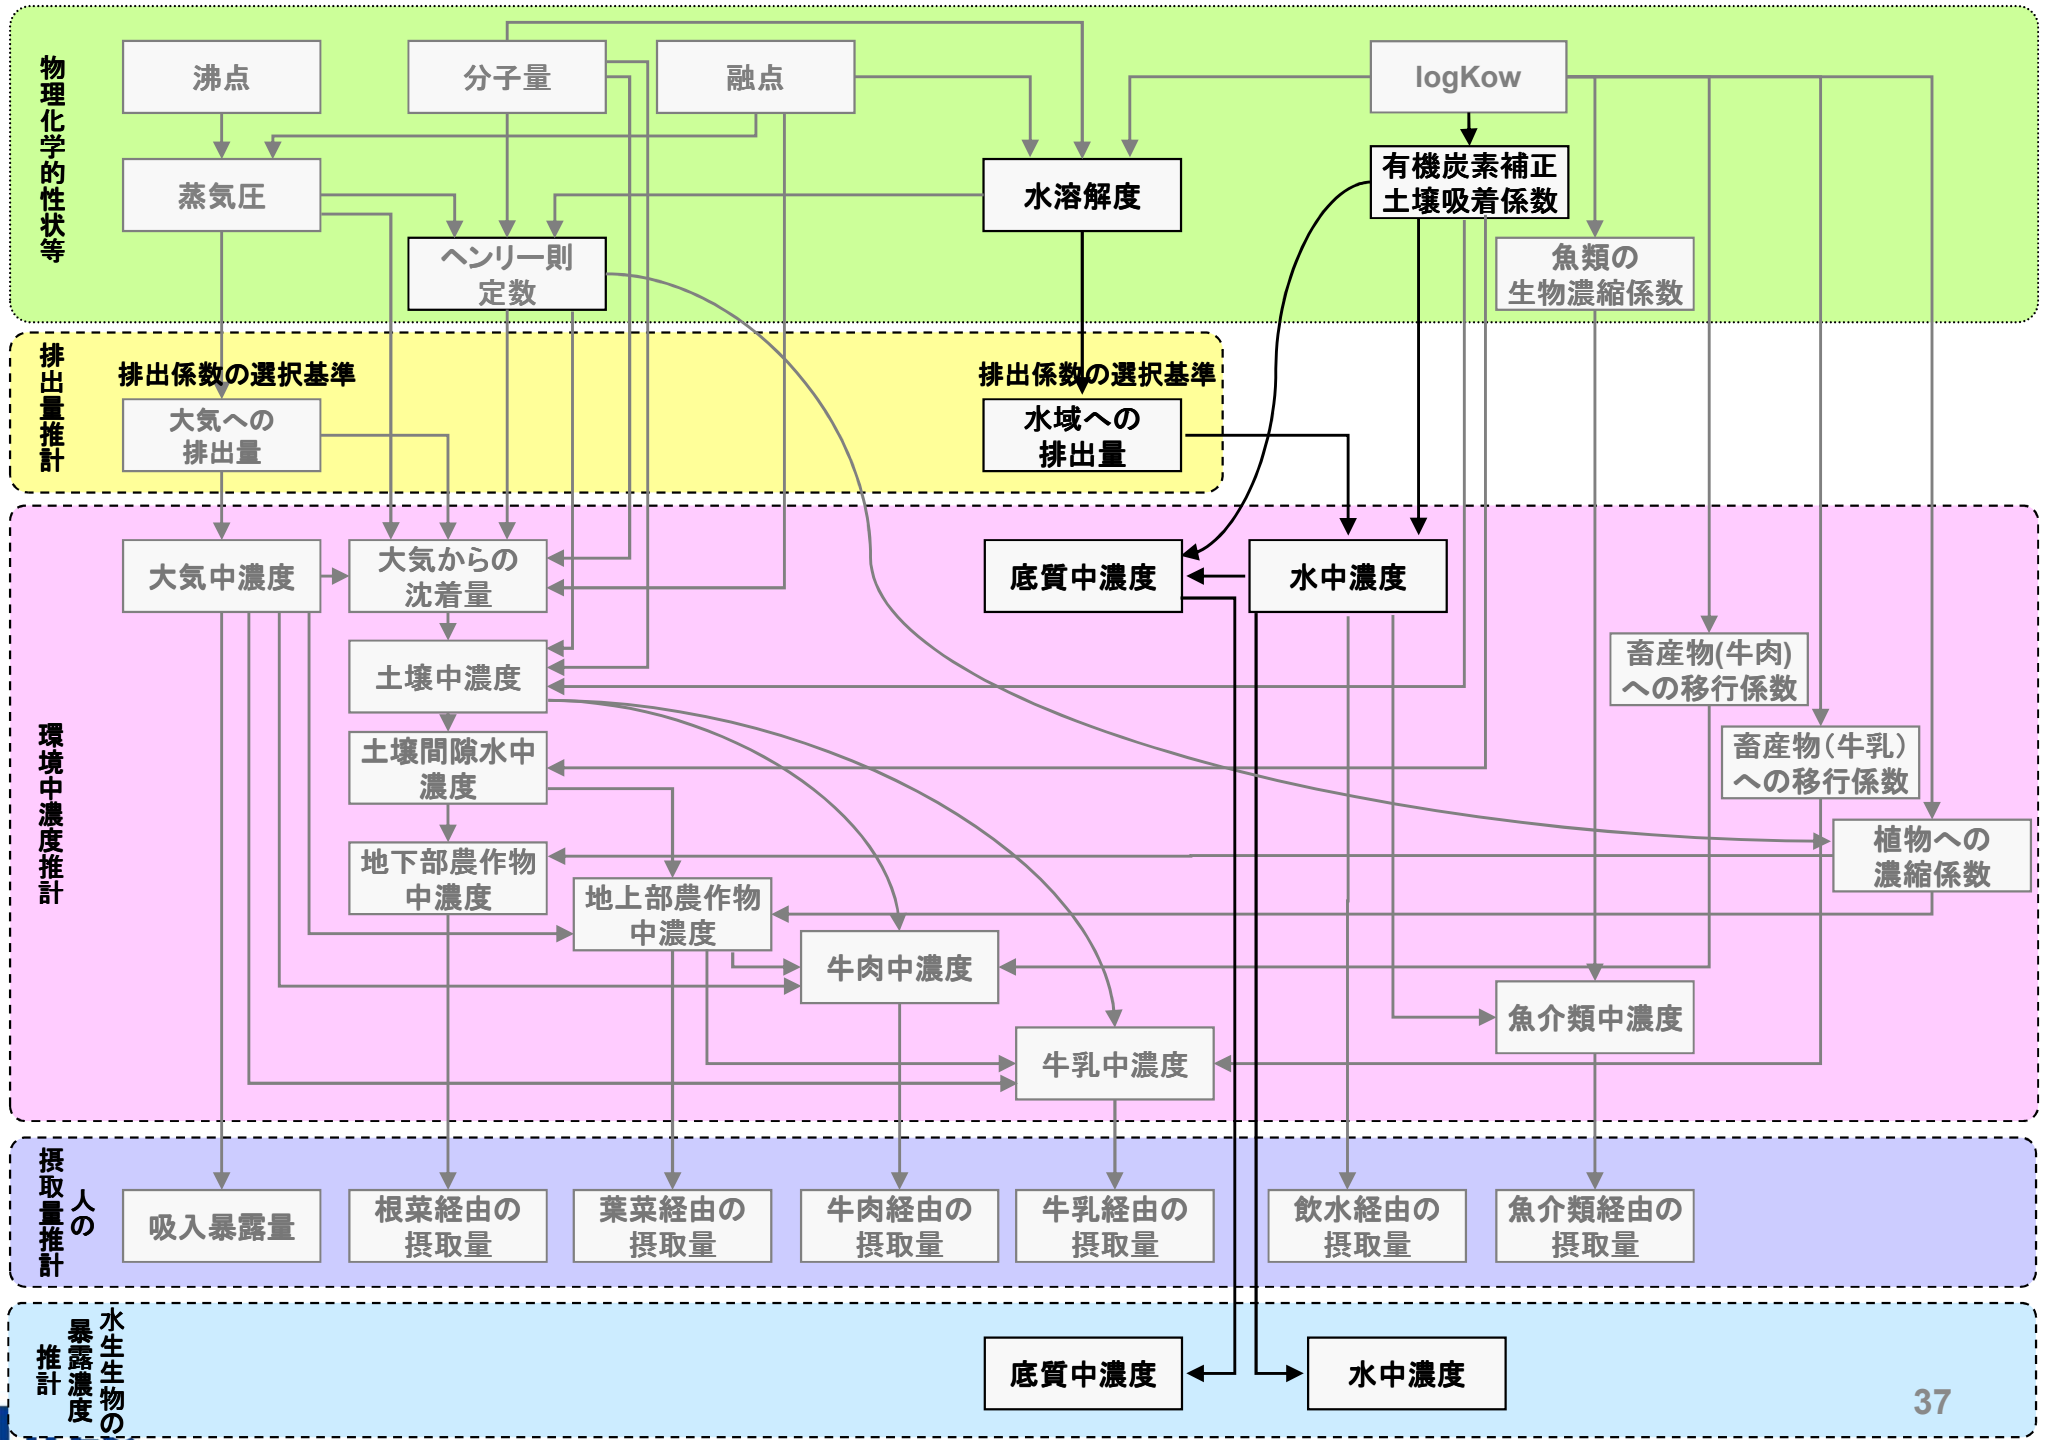 物理化学的性状等
沸点
分子量
融点
logKow
蒸気圧
水溶解度
有機炭素補正
土壌吸着係数
ヘンリー則
定数
魚類の
生物濃縮係数
排出量推計
排出係数の選択基準
排出係数の選択基準
大気への
排出量
水域への
排出量
環境中濃度推計
大気中濃度
大気からの
沈着量
底質中濃度
水中濃度
土壌中濃度
畜産物(牛肉)
への移行係数
土壌間隙水中
濃度
畜産物（牛乳）
への移行係数
植物への
濃縮係数
地下部農作物
中濃度
地上部農作物
中濃度
牛肉中濃度
魚介類中濃度
牛乳中濃度
人の
摂取量推計
吸入暴露量
根菜経由の
摂取量
葉菜経由の
摂取量
牛肉経由の
摂取量
牛乳経由の
摂取量
飲水経由の
摂取量
魚介類経由の
摂取量
水生生物の
暴露濃度
推計
底質中濃度
水中濃度
37